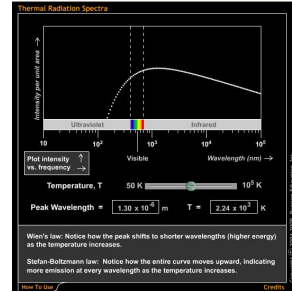 Thermal Radiation Spectra
Intensity per unit area →
Ultraviolet Infrared
10 10² 10³ 10⁴ 10⁵
Plot intensity vs. frequency → Visible Wavelength (nm) →
Temperature, T 50 K 10⁵ K
Peak Wavelength = 1.30 x 10⁻⁶ m T = 2.24 x 10³ K
Wien's law: Notice how the peak shifts to shorter wavelengths (higher energy)
as the temperature increases.
Stefan-Boltzmann law: Notice how the entire curve moves upward, indicating
more emission at every wavelength as the temperature increases.
How To Use Credits